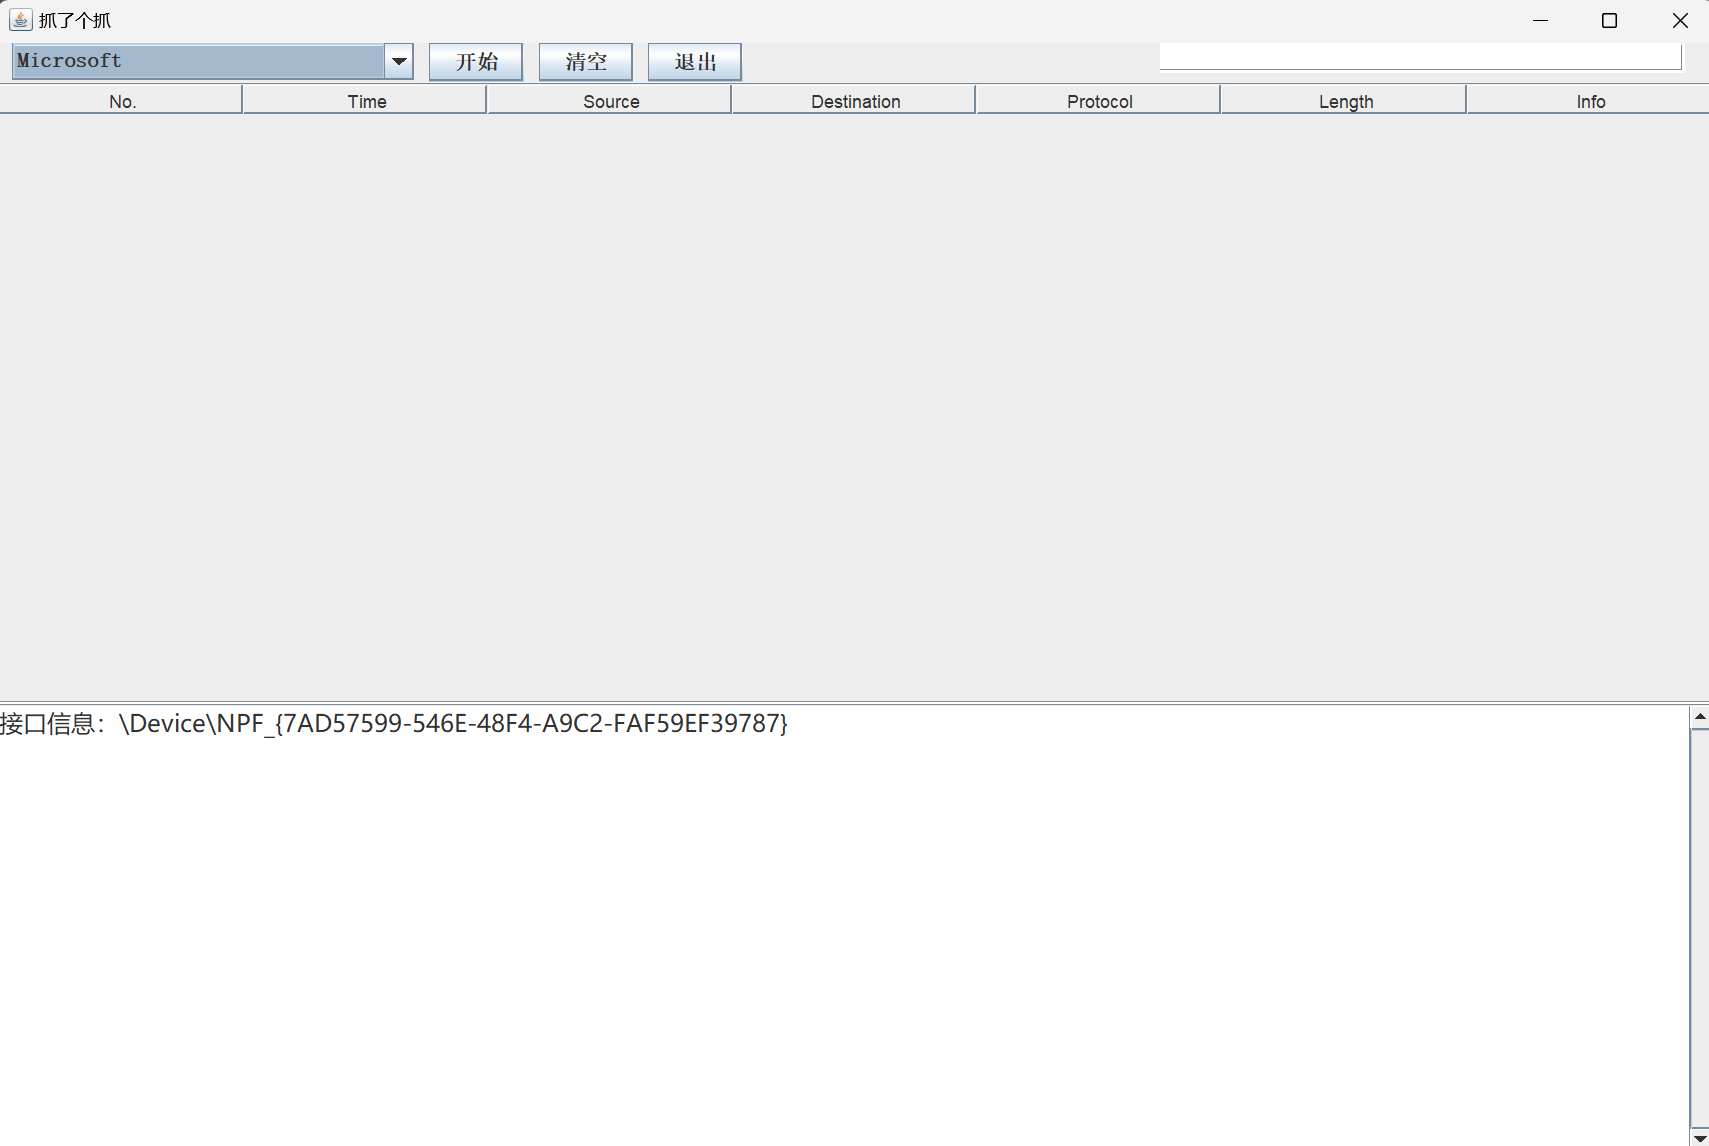 抓了个抓
Microsoft 开始 清空 退出
No. Time Source Destination Protocol Length Info
接口信息：\Device\NPF_{7AD57599-546E-48F4-A9C2-FAF59EF39787}